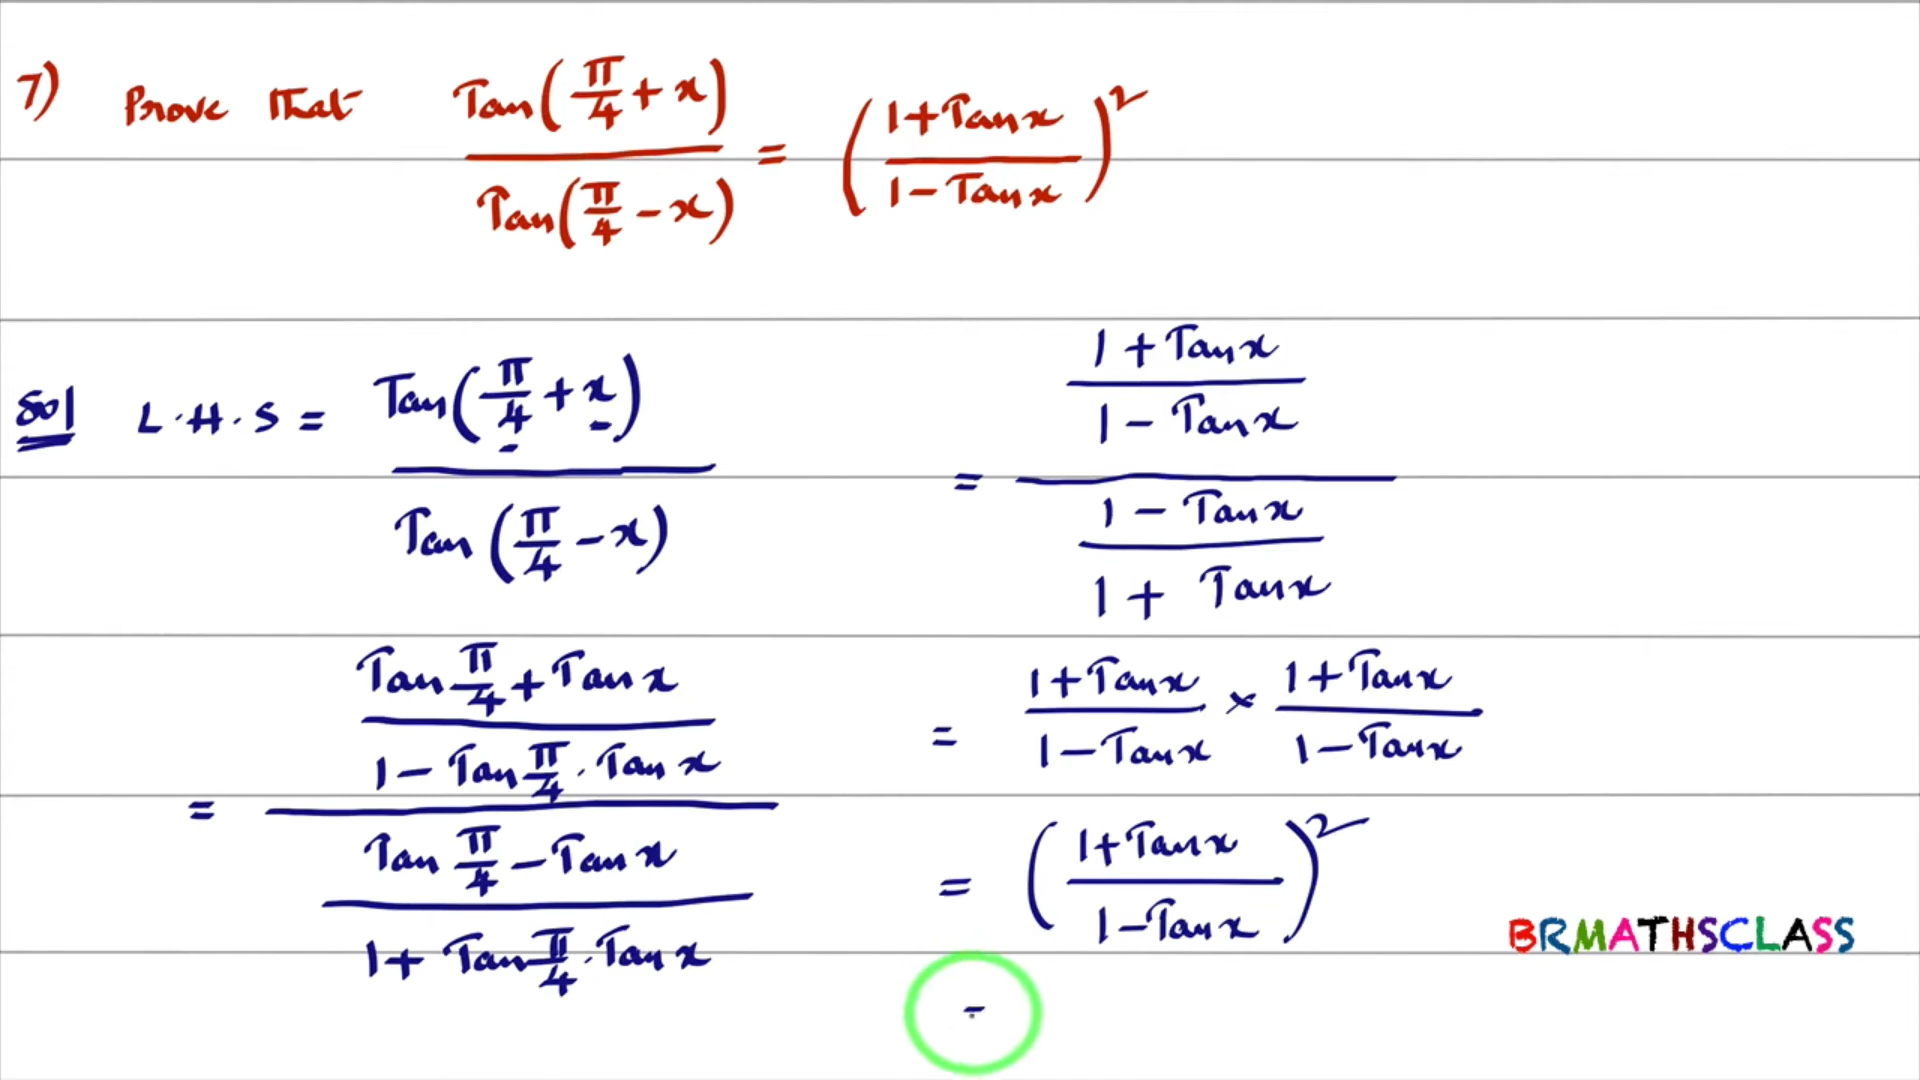 7) Prove that Tan(π/4 + x) / Tan(π/4 - x) = ((1+Tanx) / (1-Tanx))²
Sol L.H.S = Tan(π/4 + x) / Tan(π/4 - x)
= ((Tan π/4 + Tan x) / (1 - Tan π/4 . Tan x)) / ((Tan π/4 - Tan x) / (1 + Tan π/4 . Tan x))
= ((1 + Tanx) / (1 - Tanx)) / ((1 - Tanx) / (1 + Tanx))
= (1+Tanx) / (1-Tanx) × (1+Tanx) / (1-Tanx)
= ((1+Tanx) / (1-Tanx))²
-
BRMATHSCLASS